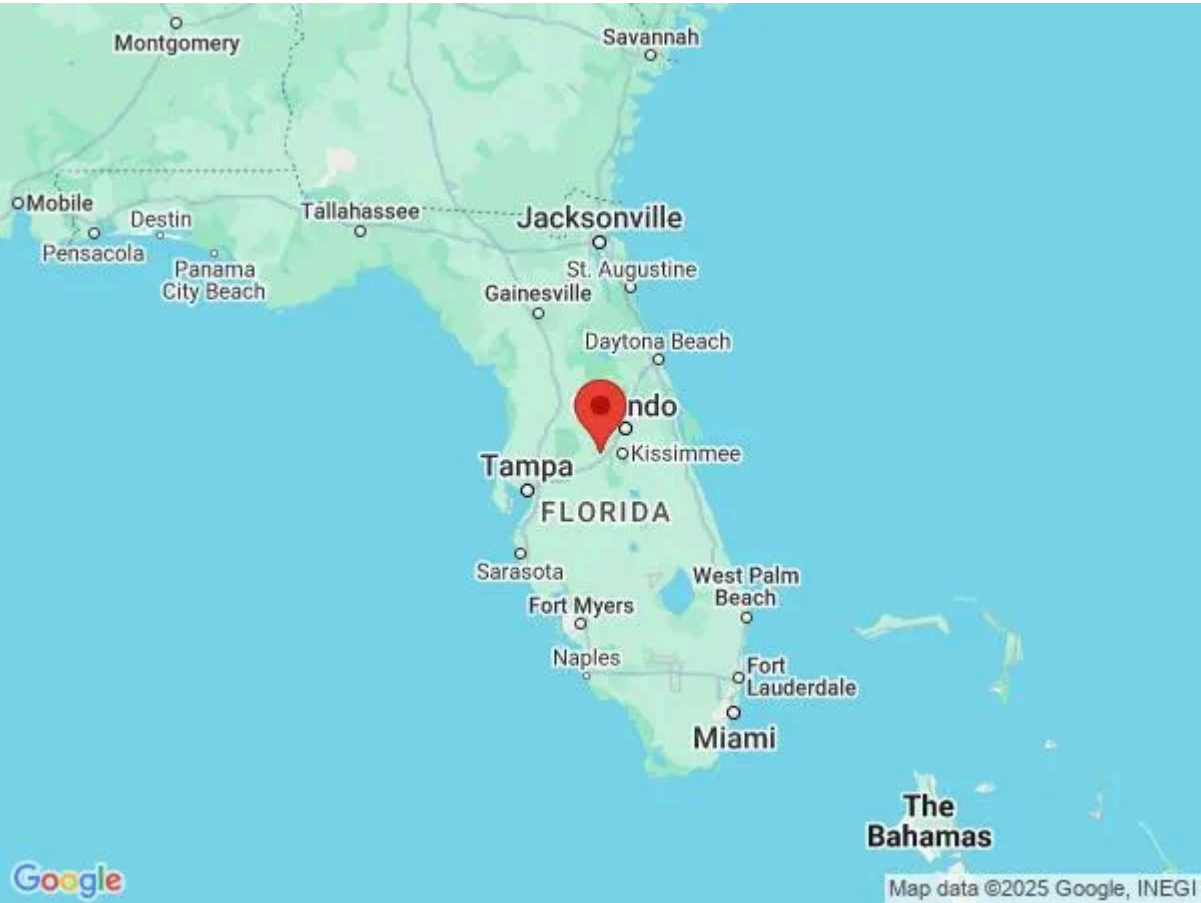 Montgomery
Savannah
Mobile
Pensacola
Destin
Panama
City Beach
Tallahassee
Jacksonville
St. Augustine
Gainesville
Daytona Beach
ndo
Kissimmee
Tampa
FLORIDA
Sarasota
West Palm
Beach
Fort Myers
Naples
Fort
Lauderdale
Miami
The
Bahamas
Google
Map data ©2025 Google, INEGI